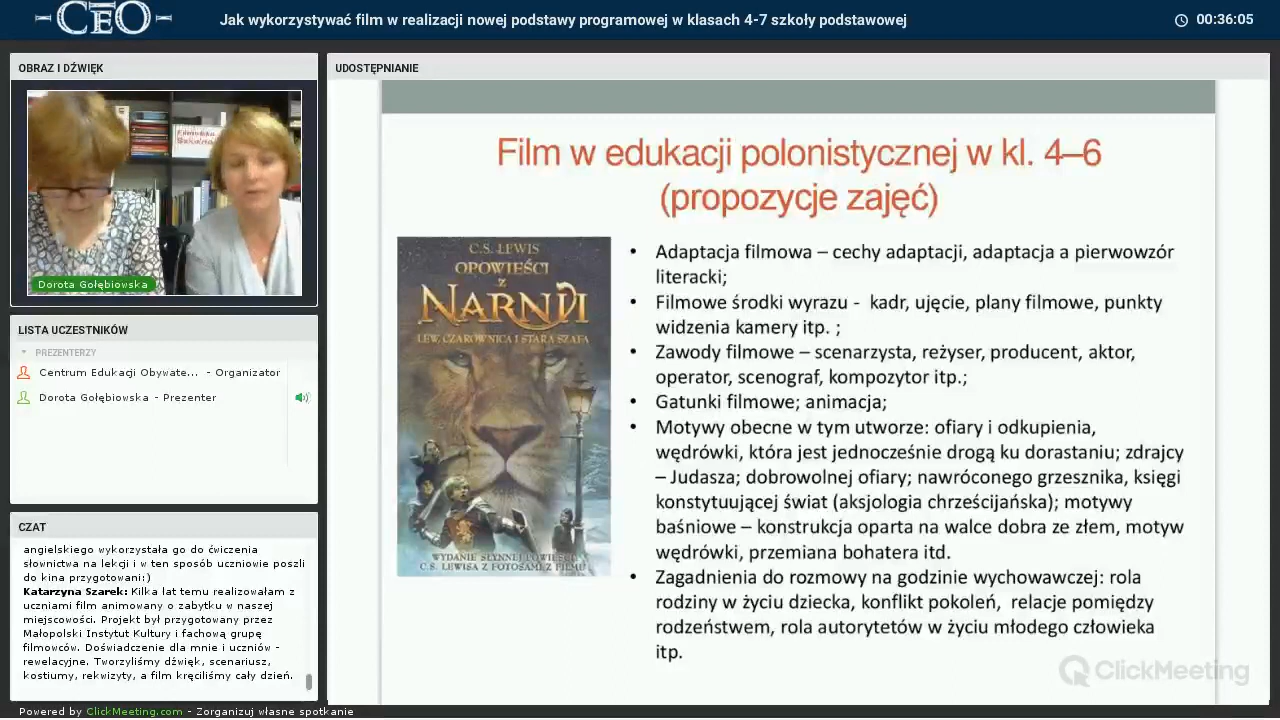 CEO
Jak wykorzystywać film w realizacji nowej podstawy programowej w klasach 4-7 szkoły podstawowej
00:36:05
OBRAZ I DŹWIĘK
Dorota Gołębiowska
LISTA UCZESTNIKÓW
PREZENTERZY
Centrum Edukacji Obywate... - Organizator
Dorota Gołębiowska - Prezenter
CZAT
angielskiego wykorzystała go do ćwiczenia
słownictwa na lekcji i w ten sposób uczniowie poszli
do kina przygotowani:)
Katarzyna Szarek: Kilka lat temu realizowałam z
uczniami film animowany o zabytku w naszej
miejscowości. Projekt był przygotowany przez
Małopolski Instytut Kultury i fachową grupę
filmowców. Doświadczenie dla mnie i uczniów -
rewelacyjne. Tworzyliśmy dźwięk, scenariusz,
kostiumy, rekwizyty, a film kręciliśmy cały dzień.
UDOSTĘPNIANIE
Film w edukacji polonistycznej w kl. 4–6
(propozycje zajęć)
C.S. LEWIS
OPOWIEŚCI
Z
NARNII
LEW, CZAROWNICA I STARA SZAFA
WYDANIE SŁYNNEJ POWIEŚCI
C.S. LEWISA Z FOTOSAMI Z FILMU
• Adaptacja filmowa – cechy adaptacji, adaptacja a pierwowzór
literacki;
• Filmowe środki wyrazu - kadr, ujęcie, plany filmowe, punkty
widzenia kamery itp. ;
• Zawody filmowe – scenarzysta, reżyser, producent, aktor,
operator, scenograf, kompozytor itp.;
• Gatunki filmowe; animacja;
• Motywy obecne w tym utworze: ofiary i odkupienia,
wędrówki, która jest jednocześnie drogą ku dorastaniu; zdrajcy
– Judasza; dobrowolnej ofiary; nawróconego grzesznika, księgi
konstytuującej świat (aksjologia chrześcijańska); motywy
baśniowe – konstrukcja oparta na walce dobra ze złem, motyw
wędrówki, przemiana bohatera itd.
• Zagadnienia do rozmowy na godzinie wychowawczej: rola
rodziny w życiu dziecka, konflikt pokoleń, relacje pomiędzy
rodzeństwem, rola autorytetów w życiu młodego człowieka
itp.
ClickMeeting
Powered by ClickMeeting.com - Zorganizuj własne spotkanie